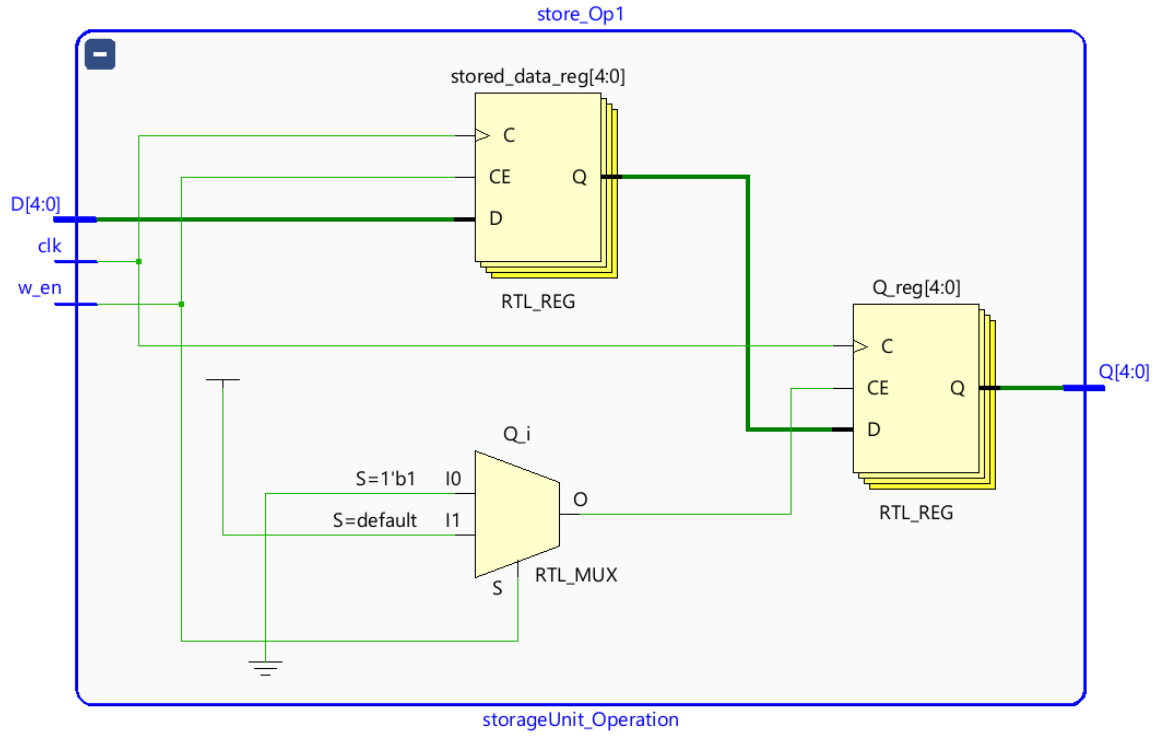 store_Op1
stored_data_reg[4:0]
C
CE
Q
D
RTL_REG
D[4:0]
clk
w_en
Q_reg[4:0]
C
CE
Q
D
RTL_REG
Q[4:0]
Q_i
S=1'b1 I0
S=default I1
O
S
RTL_MUX
storageUnit_Operation